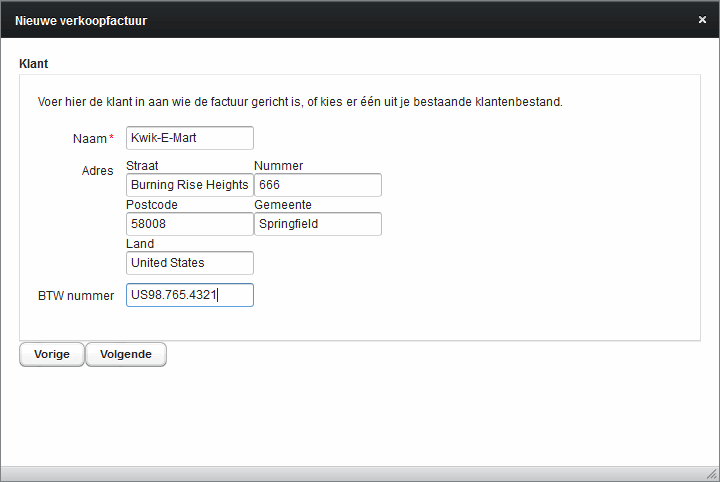 Nieuwe verkoopfactuur ×
Klant
Voer hier de klant in aan wie de factuur gericht is, of kies er één uit je bestaande klantenbestand.
Naam * Kwik-E-Mart
Adres Straat Nummer
Burning Rise Heights 666
Postcode Gemeente
58008 Springfield
Land
United States
BTW nummer US98.765.4321
Vorige Volgende